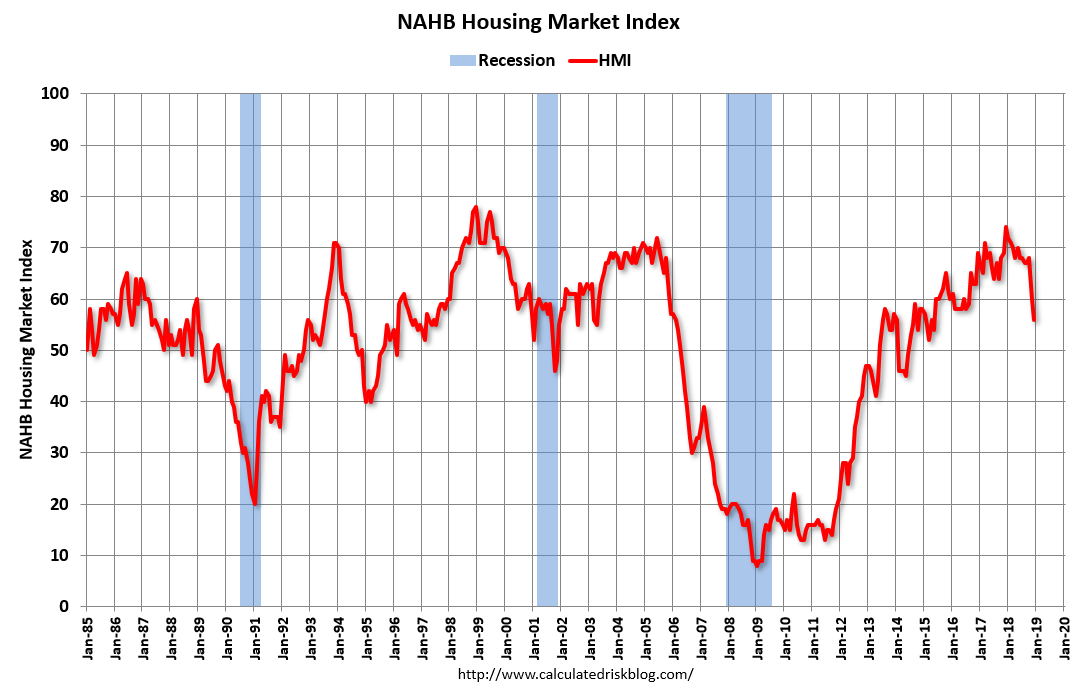 NAHB Housing Market Index
Recession HMI
NAHB Housing Market Index
100
90
80
70
60
50
40
30
20
10
0
Jan-85
Jan-86
Jan-87
Jan-88
Jan-89
Jan-90
Jan-91
Jan-92
Jan-93
Jan-94
Jan-95
Jan-96
Jan-97
Jan-98
Jan-99
Jan-00
Jan-01
Jan-02
Jan-03
Jan-04
Jan-05
Jan-06
Jan-07
Jan-08
Jan-09
Jan-10
Jan-11
Jan-12
Jan-13
Jan-14
Jan-15
Jan-16
Jan-17
Jan-18
Jan-19
Jan-20
http://www.calculatedriskblog.com/